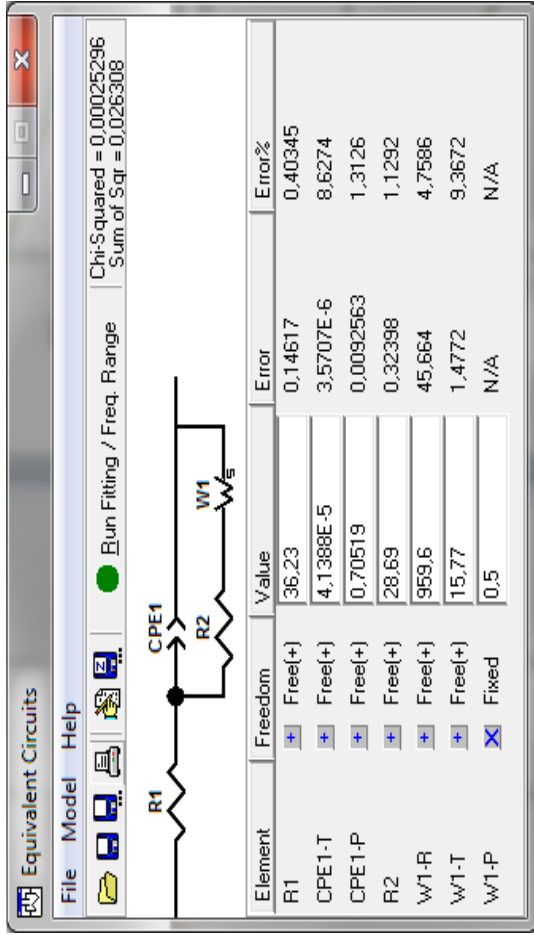 Equivalent Circuits
File Model Help
Run Fitting / Freq. Range Chi-Squared = 0,00025296
Sum of Sqr = 0,026308
R1 CPE1
R2 W1
s
Element Freedom Value Error Error%
R1 Free(+) 36,23 0,14617 0,40345
CPE1-T Free(+) 4,1388E-5 3,5707E-6 8,6274
CPE1-P Free(+) 0,70519 0,0092563 1,3126
R2 Free(+) 28,69 0,32398 1,1292
W1-R Free(+) 959,6 45,664 4,7586
W1-T Free(+) 15,77 1,4772 9,3672
W1-P Fixed 0,5 N/A N/A